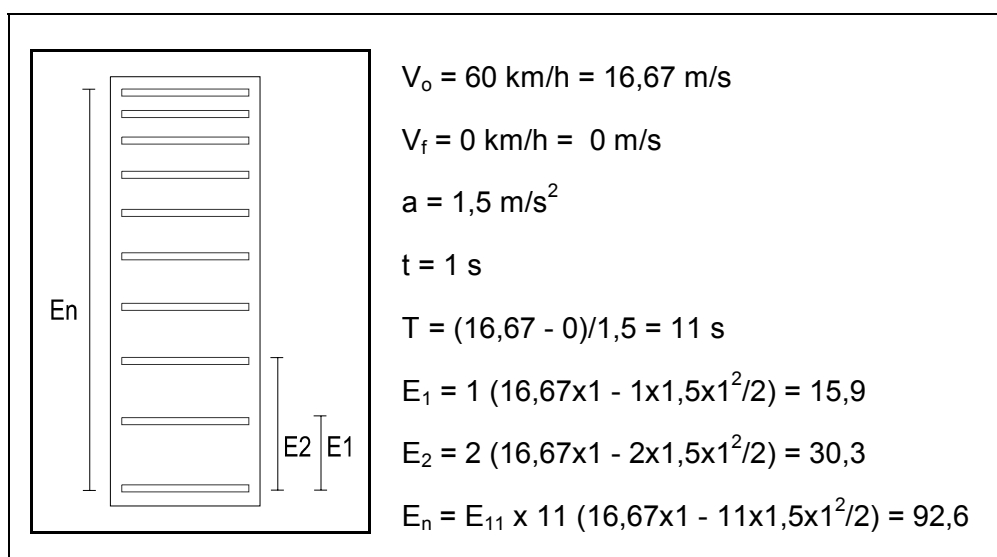 V₀ = 60 km/h = 16,67 m/s
V_f = 0 km/h =  0 m/s
a = 1,5 m/s²
t = 1 s
T = (16,67 - 0)/1,5 = 11 s
E₁ = 1 (16,67x1 - 1x1,5x1²/2) = 15,9
E₂ = 2 (16,67x1 - 2x1,5x1²/2) = 30,3
Eₙ = E₁₁ x 11 (16,67x1 - 11x1,5x1²/2) = 92,6
En
E2 E1